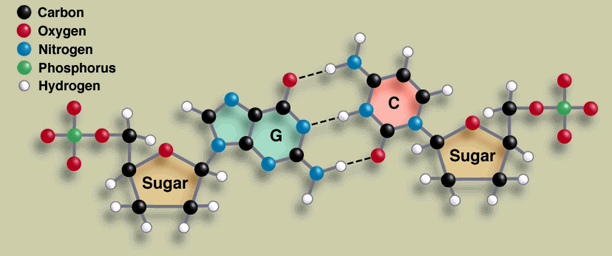 Carbon
Oxygen
Nitrogen
Phosphorus
Hydrogen
C
G
Sugar
Sugar